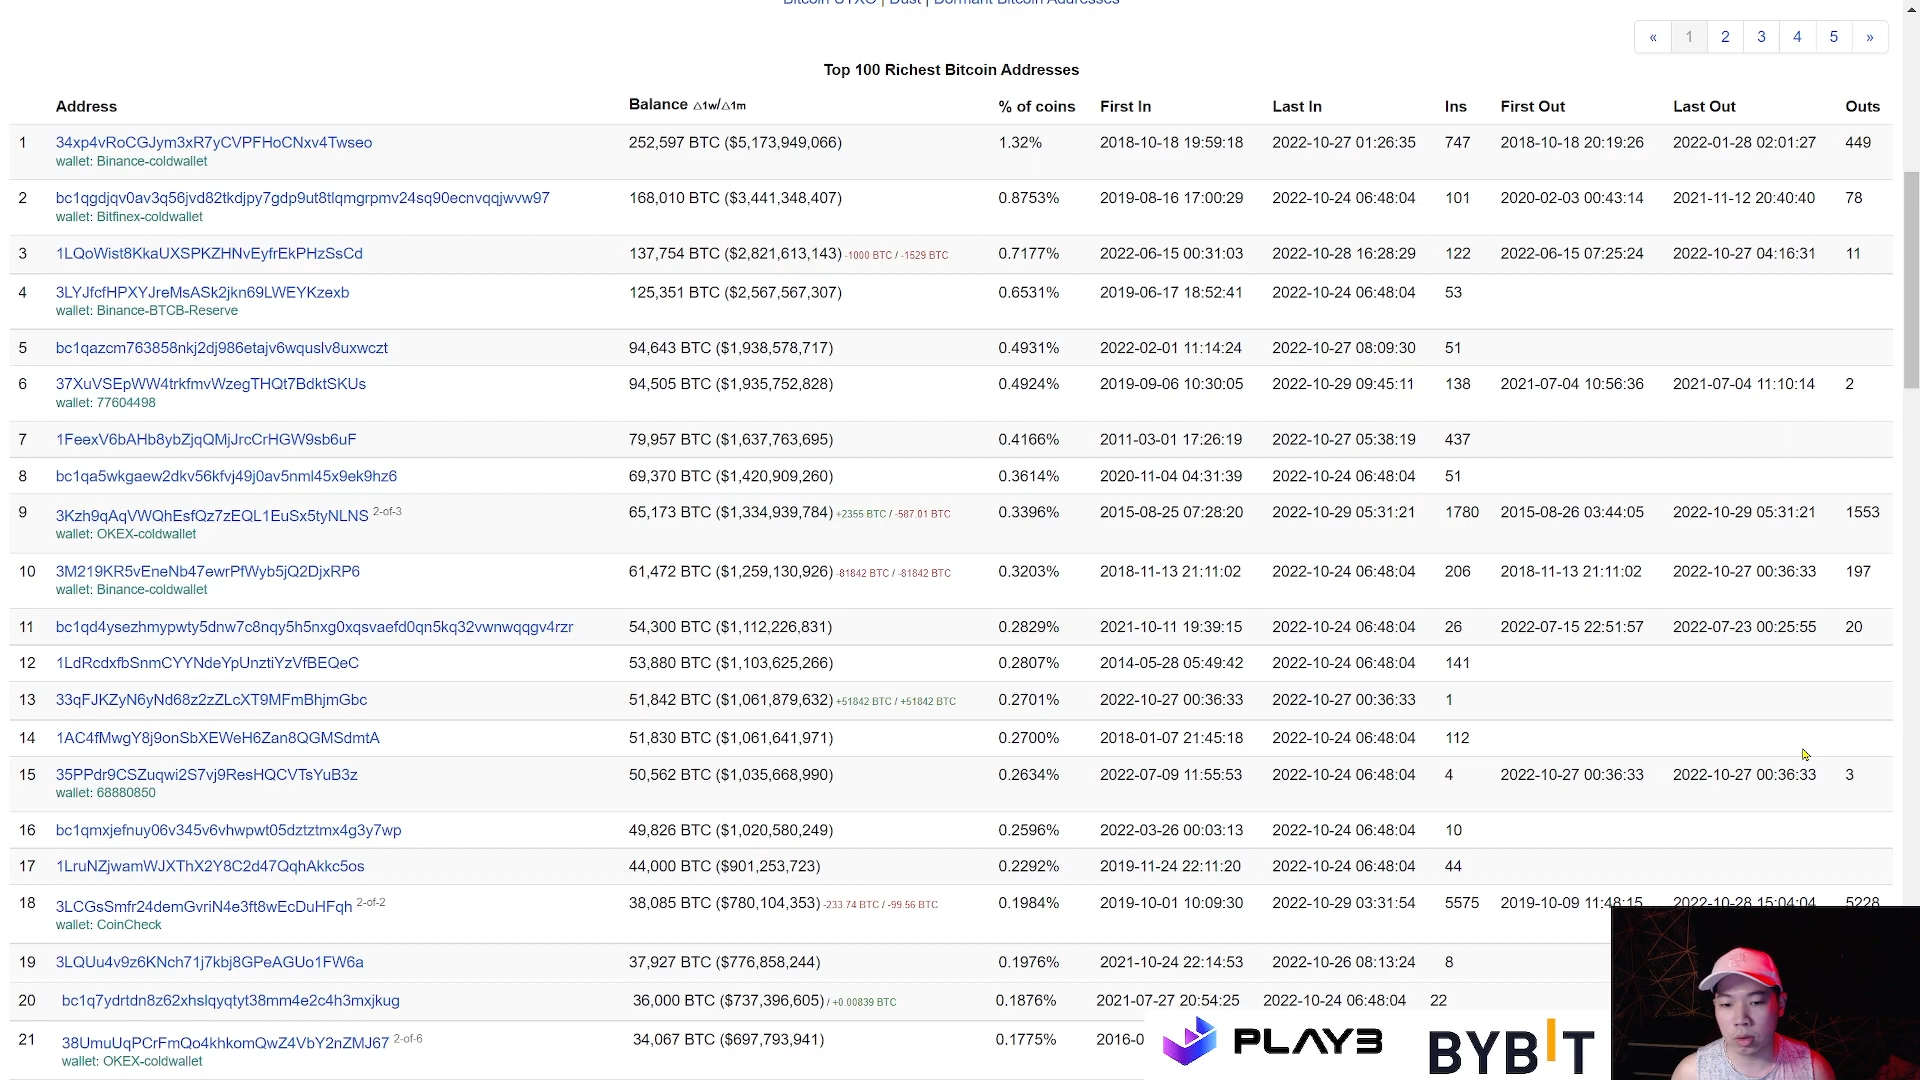 Bitcoin UTXO | Dust | Dormant Bitcoin Addresses
« 1 2 3 4 5 »
Top 100 Richest Bitcoin Addresses
Address Balance △1w/△1m % of coins First In Last In Ins First Out Last Out Outs
1 34xp4vRoCGJym3xR7yCVPFHoCNxv4Twseo 252,597 BTC ($5,173,949,066) 1.32% 2018-10-18 19:59:18 2022-10-27 01:26:35 747 2018-10-18 20:19:26 2022-01-28 02:01:27 449
wallet: Binance-coldwallet
2 bc1qgdjqv0av3q56jvd82tkdjpy7gdp9ut8tlqmgrpmv24sq90ecnvqqjwvw97 168,010 BTC ($3,441,348,407) 0.8753% 2019-08-16 17:00:29 2022-10-24 06:48:04 101 2020-02-03 00:43:14 2021-11-12 20:40:40 78
wallet: Bitfinex-coldwallet
3 1LQoWist8KkaUXSPKZHNvEyfrEkPHzSsCd 137,754 BTC ($2,821,613,143) -1000 BTC / -1529 BTC 0.7177% 2022-06-15 00:31:03 2022-10-28 16:28:29 122 2022-06-15 07:25:24 2022-10-27 04:16:31 11
4 3LYJfcfHPXYJreMsASk2jkn69LWEYKzexb 125,351 BTC ($2,567,567,307) 0.6531% 2019-06-17 18:52:41 2022-10-24 06:48:04 53
wallet: Binance-BTCB-Reserve
5 bc1qazcm763858nkj2dj986etajv6wquslv8uxwczt 94,643 BTC ($1,938,578,717) 0.4931% 2022-02-01 11:14:24 2022-10-27 08:09:30 51
6 37XuVSEpWW4trkfmvWzegTHQt7BdktSKUs 94,505 BTC ($1,935,752,828) 0.4924% 2019-09-06 10:30:05 2022-10-29 09:45:11 138 2021-07-04 10:56:36 2021-07-04 11:10:14 2
wallet: 77604498
7 1FeexV6bAHb8ybZjqQMjJrcCrHGW9sb6uF 79,957 BTC ($1,637,763,695) 0.4166% 2011-03-01 17:26:19 2022-10-27 05:38:19 437
8 bc1qa5wkgaew2dkv56kfvj49j0av5nml45x9ek9hz6 69,370 BTC ($1,420,909,260) 0.3614% 2020-11-04 04:31:39 2022-10-24 06:48:04 51
9 3Kzh9qAqVWQhEsfQz7zEQL1EuSx5tyNLNS 2-of-3 65,173 BTC ($1,334,939,784) +2355 BTC / -587.01 BTC 0.3396% 2015-08-25 07:28:20 2022-10-29 05:31:21 1780 2015-08-26 03:44:05 2022-10-29 05:31:21 1553
wallet: OKEX-coldwallet
10 3M219KR5vEneNb47ewrPfWyb5jQ2DjxRP6 61,472 BTC ($1,259,130,926) -81842 BTC / -81842 BTC 0.3203% 2018-11-13 21:11:02 2022-10-24 06:48:04 206 2018-11-13 21:11:02 2022-10-27 00:36:33 197
wallet: Binance-coldwallet
11 bc1qd4ysezhmypwty5dnw7c8nqy5h5nxg0xqsvaefd0qn5kq32vwnwqqgv4rzr 54,300 BTC ($1,112,226,831) 0.2829% 2021-10-11 19:39:15 2022-10-24 06:48:04 26 2022-07-15 22:51:57 2022-07-23 00:25:55 20
12 1LdRcdxfbSnmCYYNdeYpUnztiYzVfBEQeC 53,880 BTC ($1,103,625,266) 0.2807% 2014-05-28 05:49:42 2022-10-24 06:48:04 141
13 33qFJKZyN6yNd68z2zZLcXT9MFmBhjmGbc 51,842 BTC ($1,061,879,632) +51842 BTC / +51842 BTC 0.2701% 2022-10-27 00:36:33 2022-10-27 00:36:33 1
14 1AC4fMwgY8j9onSbXEWeH6Zan8QGMSdmtA 51,830 BTC ($1,061,641,971) 0.2700% 2018-01-07 21:45:18 2022-10-24 06:48:04 112
15 35PPdr9CSZuqwi2S7vj9ResHQCVTsYuB3z 50,562 BTC ($1,035,668,990) 0.2634% 2022-07-09 11:55:53 2022-10-24 06:48:04 4 2022-10-27 00:36:33 2022-10-27 00:36:33 3
wallet: 68880850
16 bc1qmxjefnuy06v345v6vhwpwt05dztztmx4g3y7wp 49,826 BTC ($1,020,580,249) 0.2596% 2022-03-26 00:03:13 2022-10-24 06:48:04 10
17 1LruNZjwamWJXThX2Y8C2d47QqhAkkc5os 44,000 BTC ($901,253,723) 0.2292% 2019-11-24 22:11:20 2022-10-24 06:48:04 44
18 3LCGsSmfr24demGvriN4e3ft8wEcDuHFqh 2-of-2 38,085 BTC ($780,104,353) -233.74 BTC / -99.56 BTC 0.1984% 2019-10-01 10:09:30 2022-10-29 03:31:54 5575 2019-10-09 11:48:15 2022-10-28 15:04:04 5228
wallet: CoinCheck
19 3LQUu4v9z6KNch71j7kbj8GPeAGUo1FW6a 37,927 BTC ($776,858,244) 0.1976% 2021-10-24 22:14:53 2022-10-26 08:13:24 8
20 bc1q7ydrtdn8z62xhslqyqtyt38mm4e2c4h3mxjkug 36,000 BTC ($737,396,605) / +0.00839 BTC 0.1876% 2021-07-27 20:54:25 2022-10-24 06:48:04 22
21 38UmuUqPCrFmQo4khkomQwZ4VbY2nZMJ67 2-of-6 34,067 BTC ($697,793,941) 0.1775% 2016-0
wallet: OKEX-coldwallet
PLAY3
BYBIT